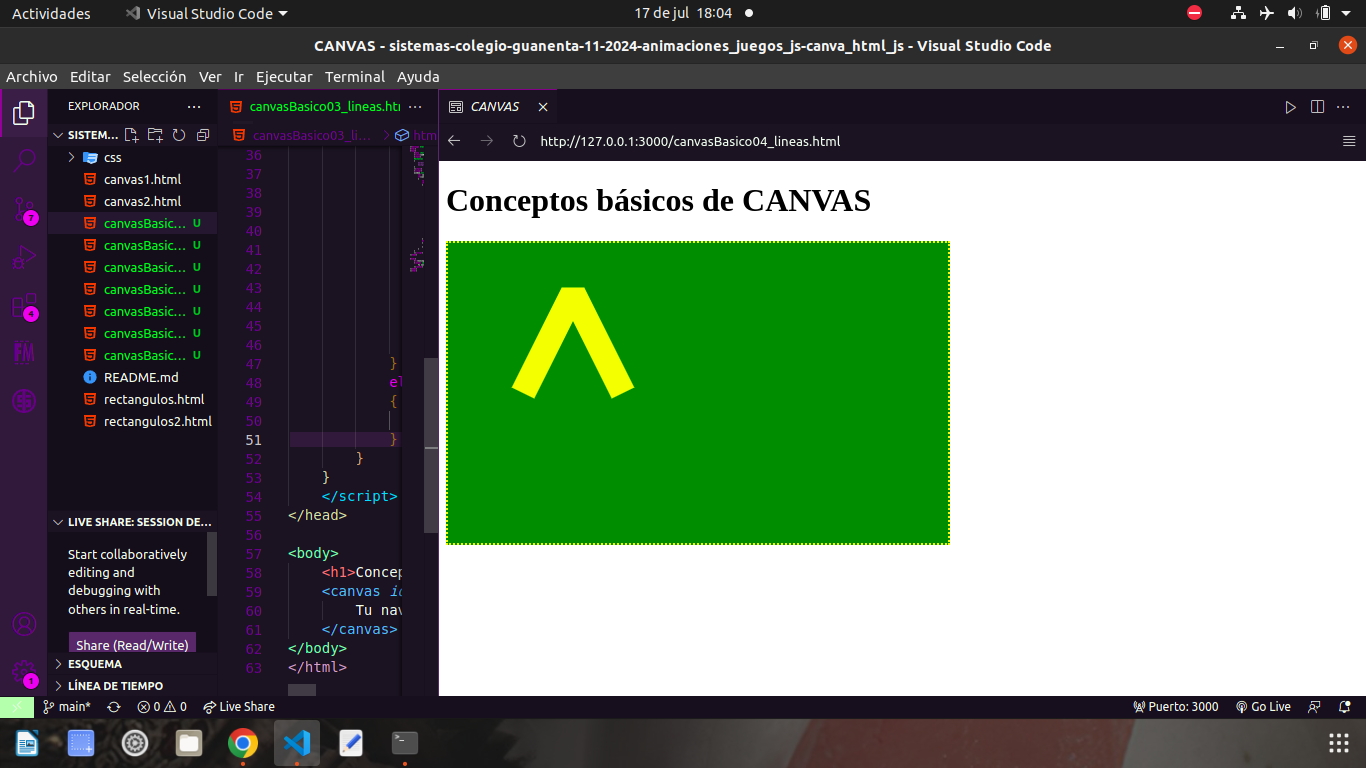 Actividades
Visual Studio Code
17 de jul 18:04
CANVAS - sistemas-colegio-guanenta-11-2024-animaciones_juegos_js-canva_html_js - Visual Studio Code
Archivo Editar Selección Ver Ir Ejecutar Terminal Ayuda
EXPLORADOR ...
SISTEM...
css
canvas1.html
canvas2.html
canvasBasic... U
canvasBasic... U
canvasBasic... U
canvasBasic... U
canvasBasic... U
canvasBasic... U
canvasBasic... U
README.md
rectangulos.html
rectangulos2.html
LIVE SHARE: SESSION DE...
Start collaboratively
editing and
debugging with
others in real-time.
Share (Read/Write)
ESQUEMA
LÍNEA DE TIEMPO
7
4
FM
1
canvasBasico03_lineas.htm ...
canvasBasico03_li... > htm
36
37
38
39
40
41
42
43
44
45
46
47 }
48 el
49 {
50
51 }
52 }
53 }
54 </script>
55 </head>
56
57 <body>
58 <h1>Concep
59 <canvas id
60 Tu nav
61 </canvas>
62 </body>
63 </html>
CANVAS
http://127.0.0.1:3000/canvasBasico04_lineas.html
Conceptos básicos de CANVAS
main* 0 0 Live Share
Puerto: 3000 Go Live